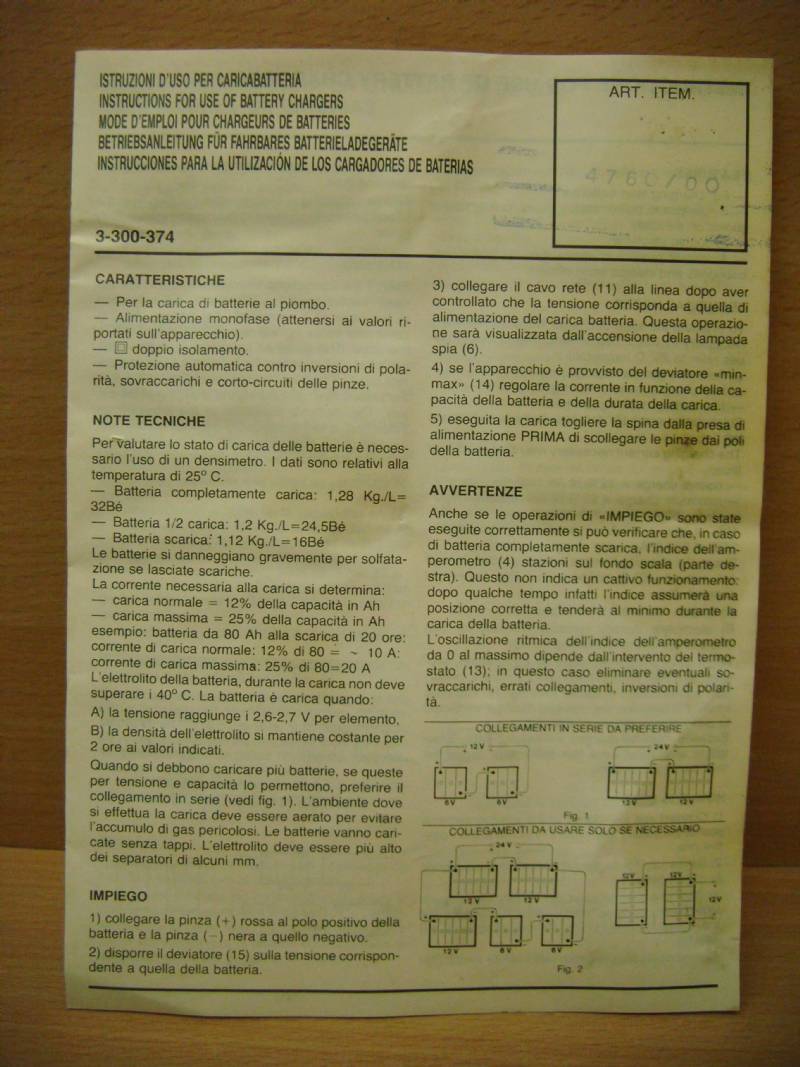 ISTRUZIONI D'USO PER CARICABATTERIA
INSTRUCTIONS FOR USE OF BATTERY CHARGERS
MODE D'EMPLOI POUR CHARGEURS DE BATTERIES
BETRIEBSANLEITUNG FÜR FAHRBARES BATTERIELADEGERÄTE
INSTRUCCIONES PARA LA UTILIZACIÓN DE LOS CARGADORES DE BATERIAS
ART. ITEM.
4760/00
3-300-374
CARATTERISTICHE
— Per la carica di batterie al piombo.
— Alimentazione monofase (attenersi ai valori ri-
portati sull'apparecchio).
— doppio isolamento.
— Protezione automatica contro inversioni di pola-
rità, sovraccarichi e corto-circuiti delle pinze.
NOTE TECNICHE
Per valutare lo stato di carica delle batterie è neces-
sario l'uso di un densimetro. I dati sono relativi alla
temperatura di 25° C.
— Batteria completamente carica: 1,28 Kg./L=
32Bé
— Batteria 1/2 carica: 1,2 Kg./L=24,5Bé
— Batteria scarica: 1,12 Kg./L=16Bé
Le batterie si danneggiano gravemente per solfata-
zione se lasciate scariche.
La corrente necessaria alla carica si determina:
— carica normale = 12% della capacità in Ah
— carica massima = 25% della capacità in Ah
esempio: batteria da 80 Ah alla scarica di 20 ore:
corrente di carica normale: 12% di 80 = ~ 10 A:
corrente di carica massima: 25% di 80=20 A
L'elettrolito della batteria, durante la carica non deve
superare i 40° C. La batteria è carica quando:
A) la tensione raggiunge i 2,6-2,7 V per elemento,
B) la densità dell'elettrolito si mantiene costante per
2 ore ai valori indicati.
Quando si debbono caricare più batterie, se queste
per tensione e capacità lo permettono, preferire il
collegamento in serie (vedi fig. 1). L'ambiente dove
si effettua la carica deve essere aerato per evitare
l'accumulo di gas pericolosi. Le batterie vanno cari-
cate senza tappi. L'elettrolito deve essere più alto
dei separatori di alcuni mm.
IMPIEGO
1) collegare la pinza (+) rossa al polo positivo della
batteria e la pinza (–) nera a quello negativo.
2) disporre il deviatore (15) sulla tensione corrispon-
dente a quella della batteria.
3) collegare il cavo rete (11) alla linea dopo aver
controllato che la tensione corrisponda a quella di
alimentazione del carica batteria. Questa operazio-
ne sarà visualizzata dall'accensione della lampada
spia (6).
4) se l'apparecchio è provvisto del deviatore «min-
max» (14) regolare la corrente in funzione della ca-
pacità della batteria e della durata della carica.
5) eseguita la carica togliere la spina dalla presa di
alimentazione PRIMA di scollegare le pinze dai poli
della batteria.
AVVERTENZE
Anche se le operazioni di «IMPIEGO» sono state
eseguite correttamente si può verificare che, in caso
di batteria completamente scarica, l'indice dell'am-
perometro (4) stazioni sul fondo scala (parte de-
stra). Questo non indica un cattivo funzionamento:
dopo qualche tempo infatti l'indice assumerà una
posizione corretta e tenderà al minimo durante la
carica della batteria.
L'oscillazione ritmica dell'indice dell'amperometro
da 0 al massimo dipende dall'intervento del termo-
stato (13); in questo caso eliminare eventuali so-
vraccarichi, errati collegamenti, inversioni di polari-
tà.
COLLEGAMENTI IN SERIE DA PREFERIRE
12 V 24 V
6 V 6 V 12 V 12 V
Fig. 1
COLLEGAMENTI DA USARE SOLO SE NECESSARIO
24 V
12 V 12 V
12 V 12 V 12V
12 V 6 V 6 V
Fig. 2